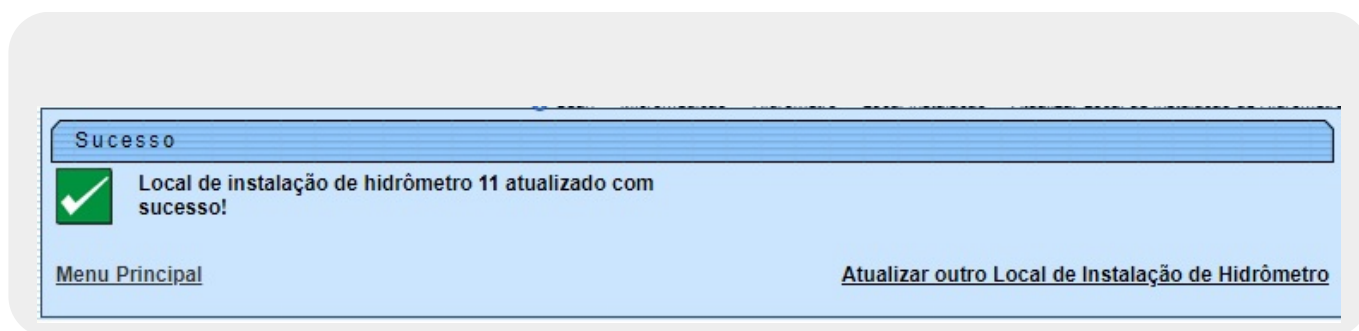 Sucesso
Local de instalação de hidrômetro 11 atualizado com
sucesso!
Menu Principal
Atualizar outro Local de Instalação de Hidrômetro